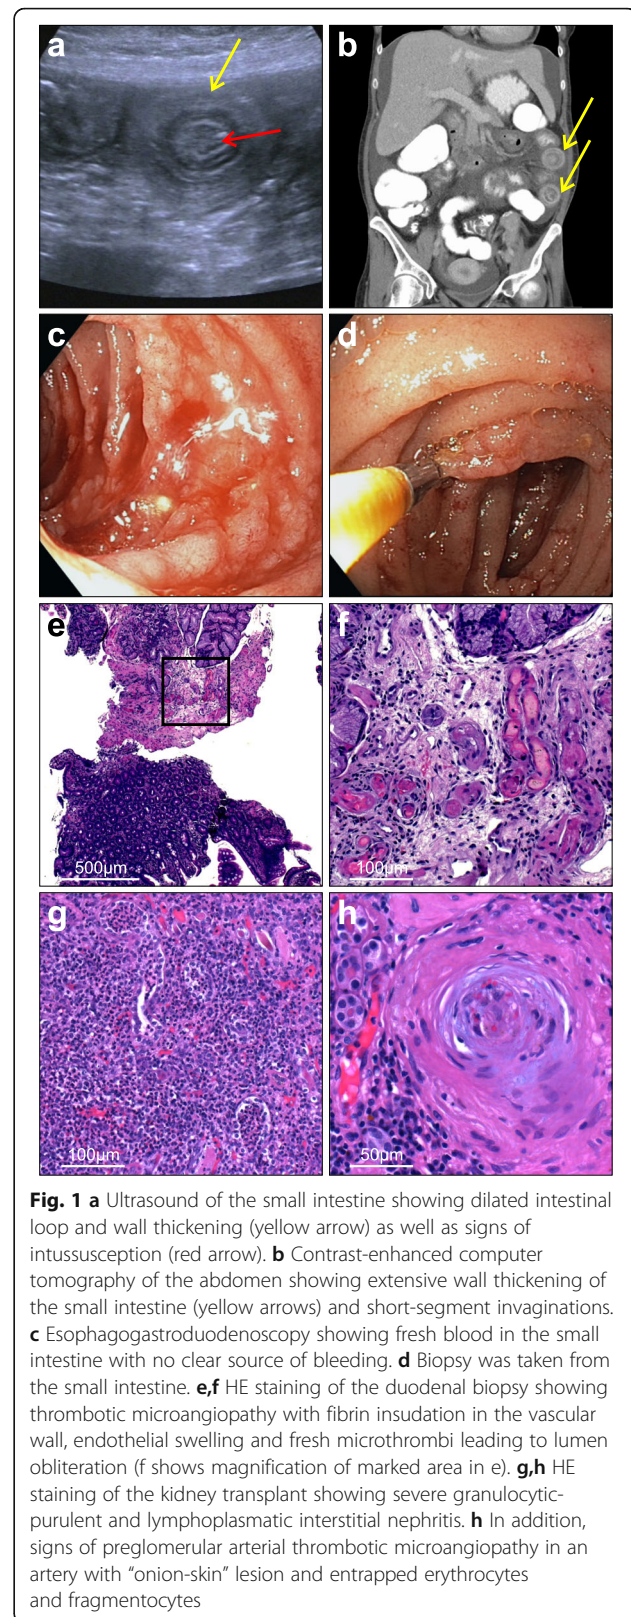 a
b
c
d
e
500µm
f
100µm
g
100µm
h
50µm
Fig. 1 a Ultrasound of the small intestine showing dilated intestinal
loop and wall thickening (yellow arrow) as well as signs of
intussusception (red arrow). b Contrast-enhanced computer
tomography of the abdomen showing extensive wall thickening of
the small intestine (yellow arrows) and short-segment invaginations.
c Esophagogastroduodenoscopy showing fresh blood in the small
intestine with no clear source of bleeding. d Biopsy was taken from
the small intestine. e,f HE staining of the duodenal biopsy showing
thrombotic microangiopathy with fibrin insudation in the vascular
wall, endothelial swelling and fresh microthrombi leading to lumen
obliteration (f shows magnification of marked area in e). g,h HE
staining of the kidney transplant showing severe granulocytic-
purulent and lymphoplasmatic interstitial nephritis. h In addition,
signs of preglomerular arterial thrombotic microangiopathy in an
artery with “onion-skin” lesion and entrapped erythrocytes
and fragmentocytes